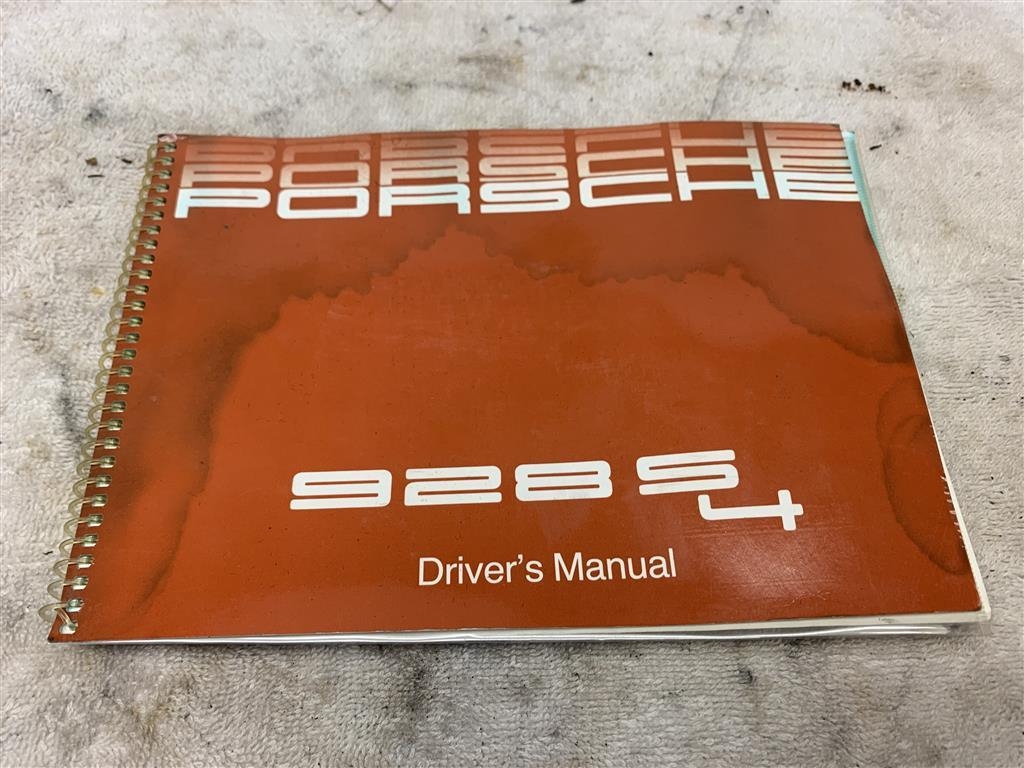 PORSCHE
PORSCHE
PORSCHE
928 S4
Driver's Manual